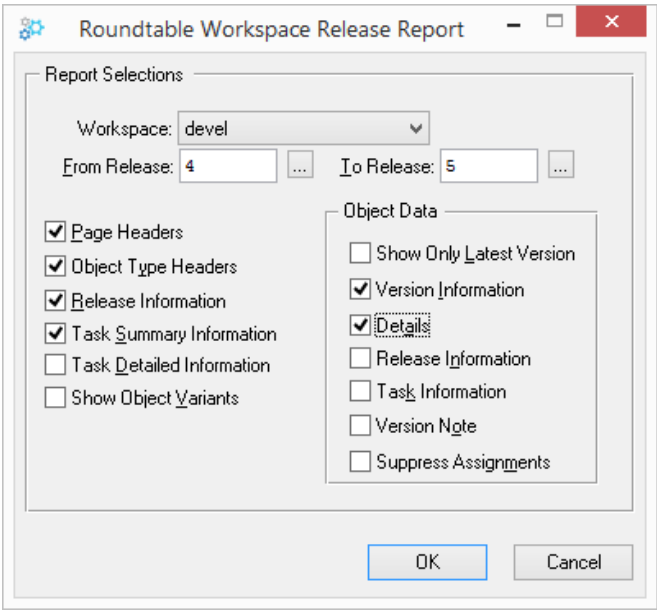 Roundtable Workspace Release Report
Report Selections
Workspace: devel
From Release: 4 ... To Release: 5 ...
Page Headers
Object Type Headers
Release Information
Task Summary Information
Task Detailed Information
Show Object Variants
Object Data
Show Only Latest Version
Version Information
Details
Release Information
Task Information
Version Note
Suppress Assignments
OK Cancel